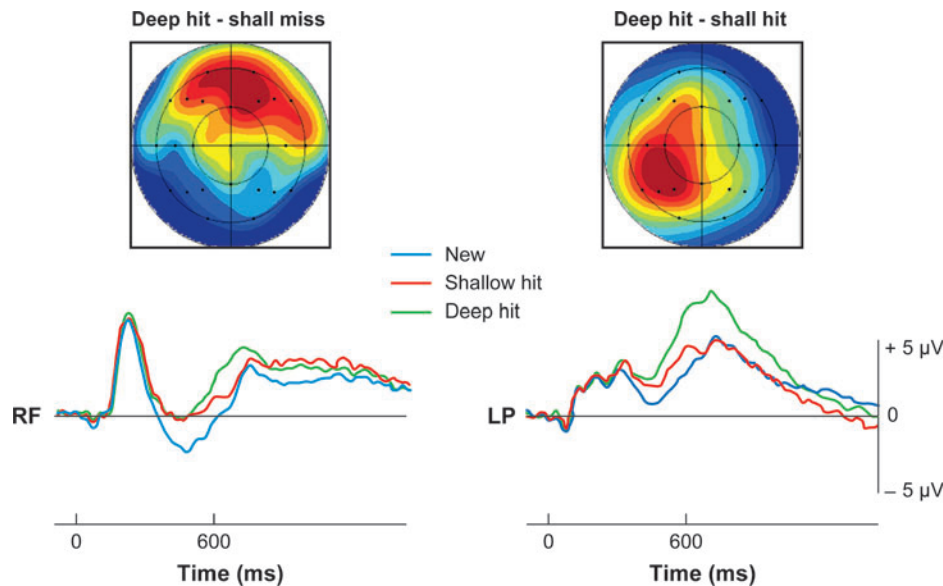 Deep hit - shall miss
Deep hit - shall hit
New
Shallow hit
Deep hit
RF
LP
+ 5 µV
0
– 5 µV
0
600
Time (ms)
0
600
Time (ms)